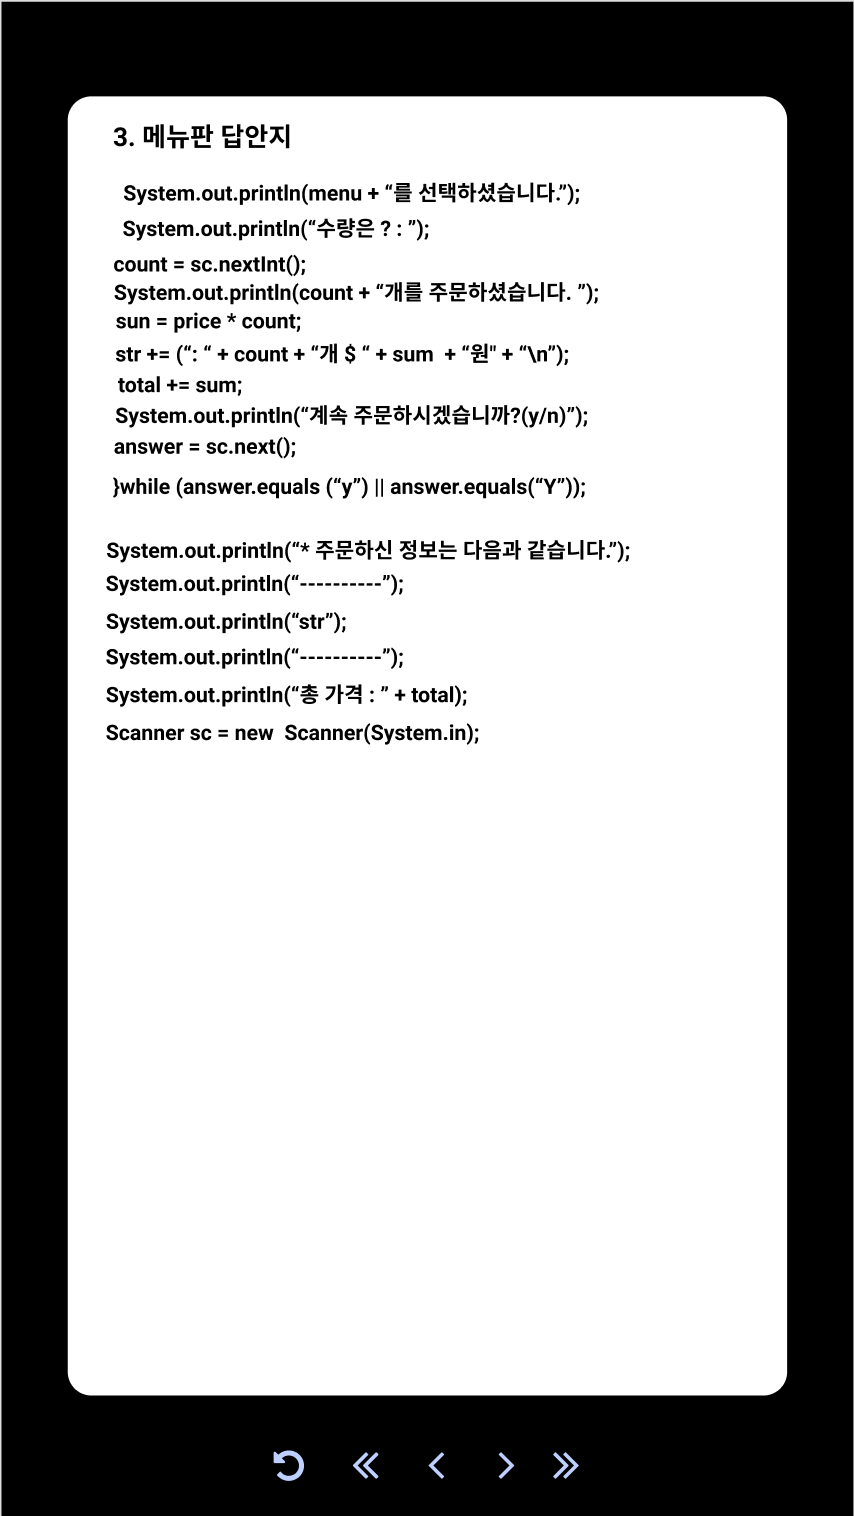 3. 메뉴판 답안지
System.out.println(menu + “를 선택하셨습니다.”);
System.out.println(“수량은 ? : ”);
count = sc.nextInt();
System.out.println(count + “개를 주문하셨습니다. ”);
sun = price * count;
str += (“: “ + count + “개 $ “ + sum  + “원" + “\n”);
total += sum;
System.out.println(“계속 주문하시겠습니까?(y/n)”);
answer = sc.next();
}while (answer.equals (“y”) || answer.equals(“Y”));
System.out.println(“* 주문하신 정보는 다음과 같습니다.”);
System.out.println(“----------”);
System.out.println(“str”);
System.out.println(“----------”);
System.out.println(“총 가격 : ” + total);
Scanner sc = new  Scanner(System.in);